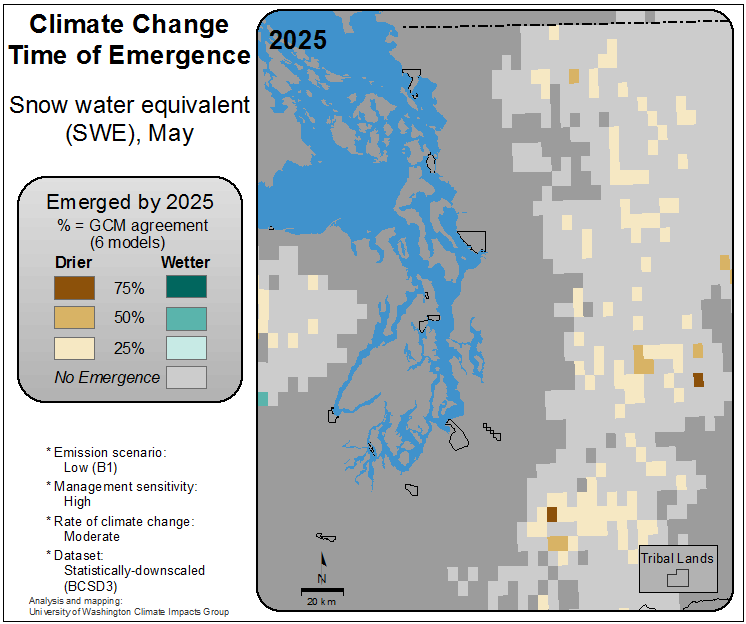 Climate Change
Time of Emergence
Snow water equivalent
(SWE), May
Emerged by 2025
% = GCM agreement
(6 models)
Drier Wetter
75%
50%
25%
No Emergence
* Emission scenario:
Low (B1)
* Management sensitivity:
High
* Rate of climate change:
Moderate
* Dataset:
Statistically-downscaled
(BCSD3)
Analysis and mapping:
University of Washington Climate Impacts Group
2025
N
20 km
Tribal Lands